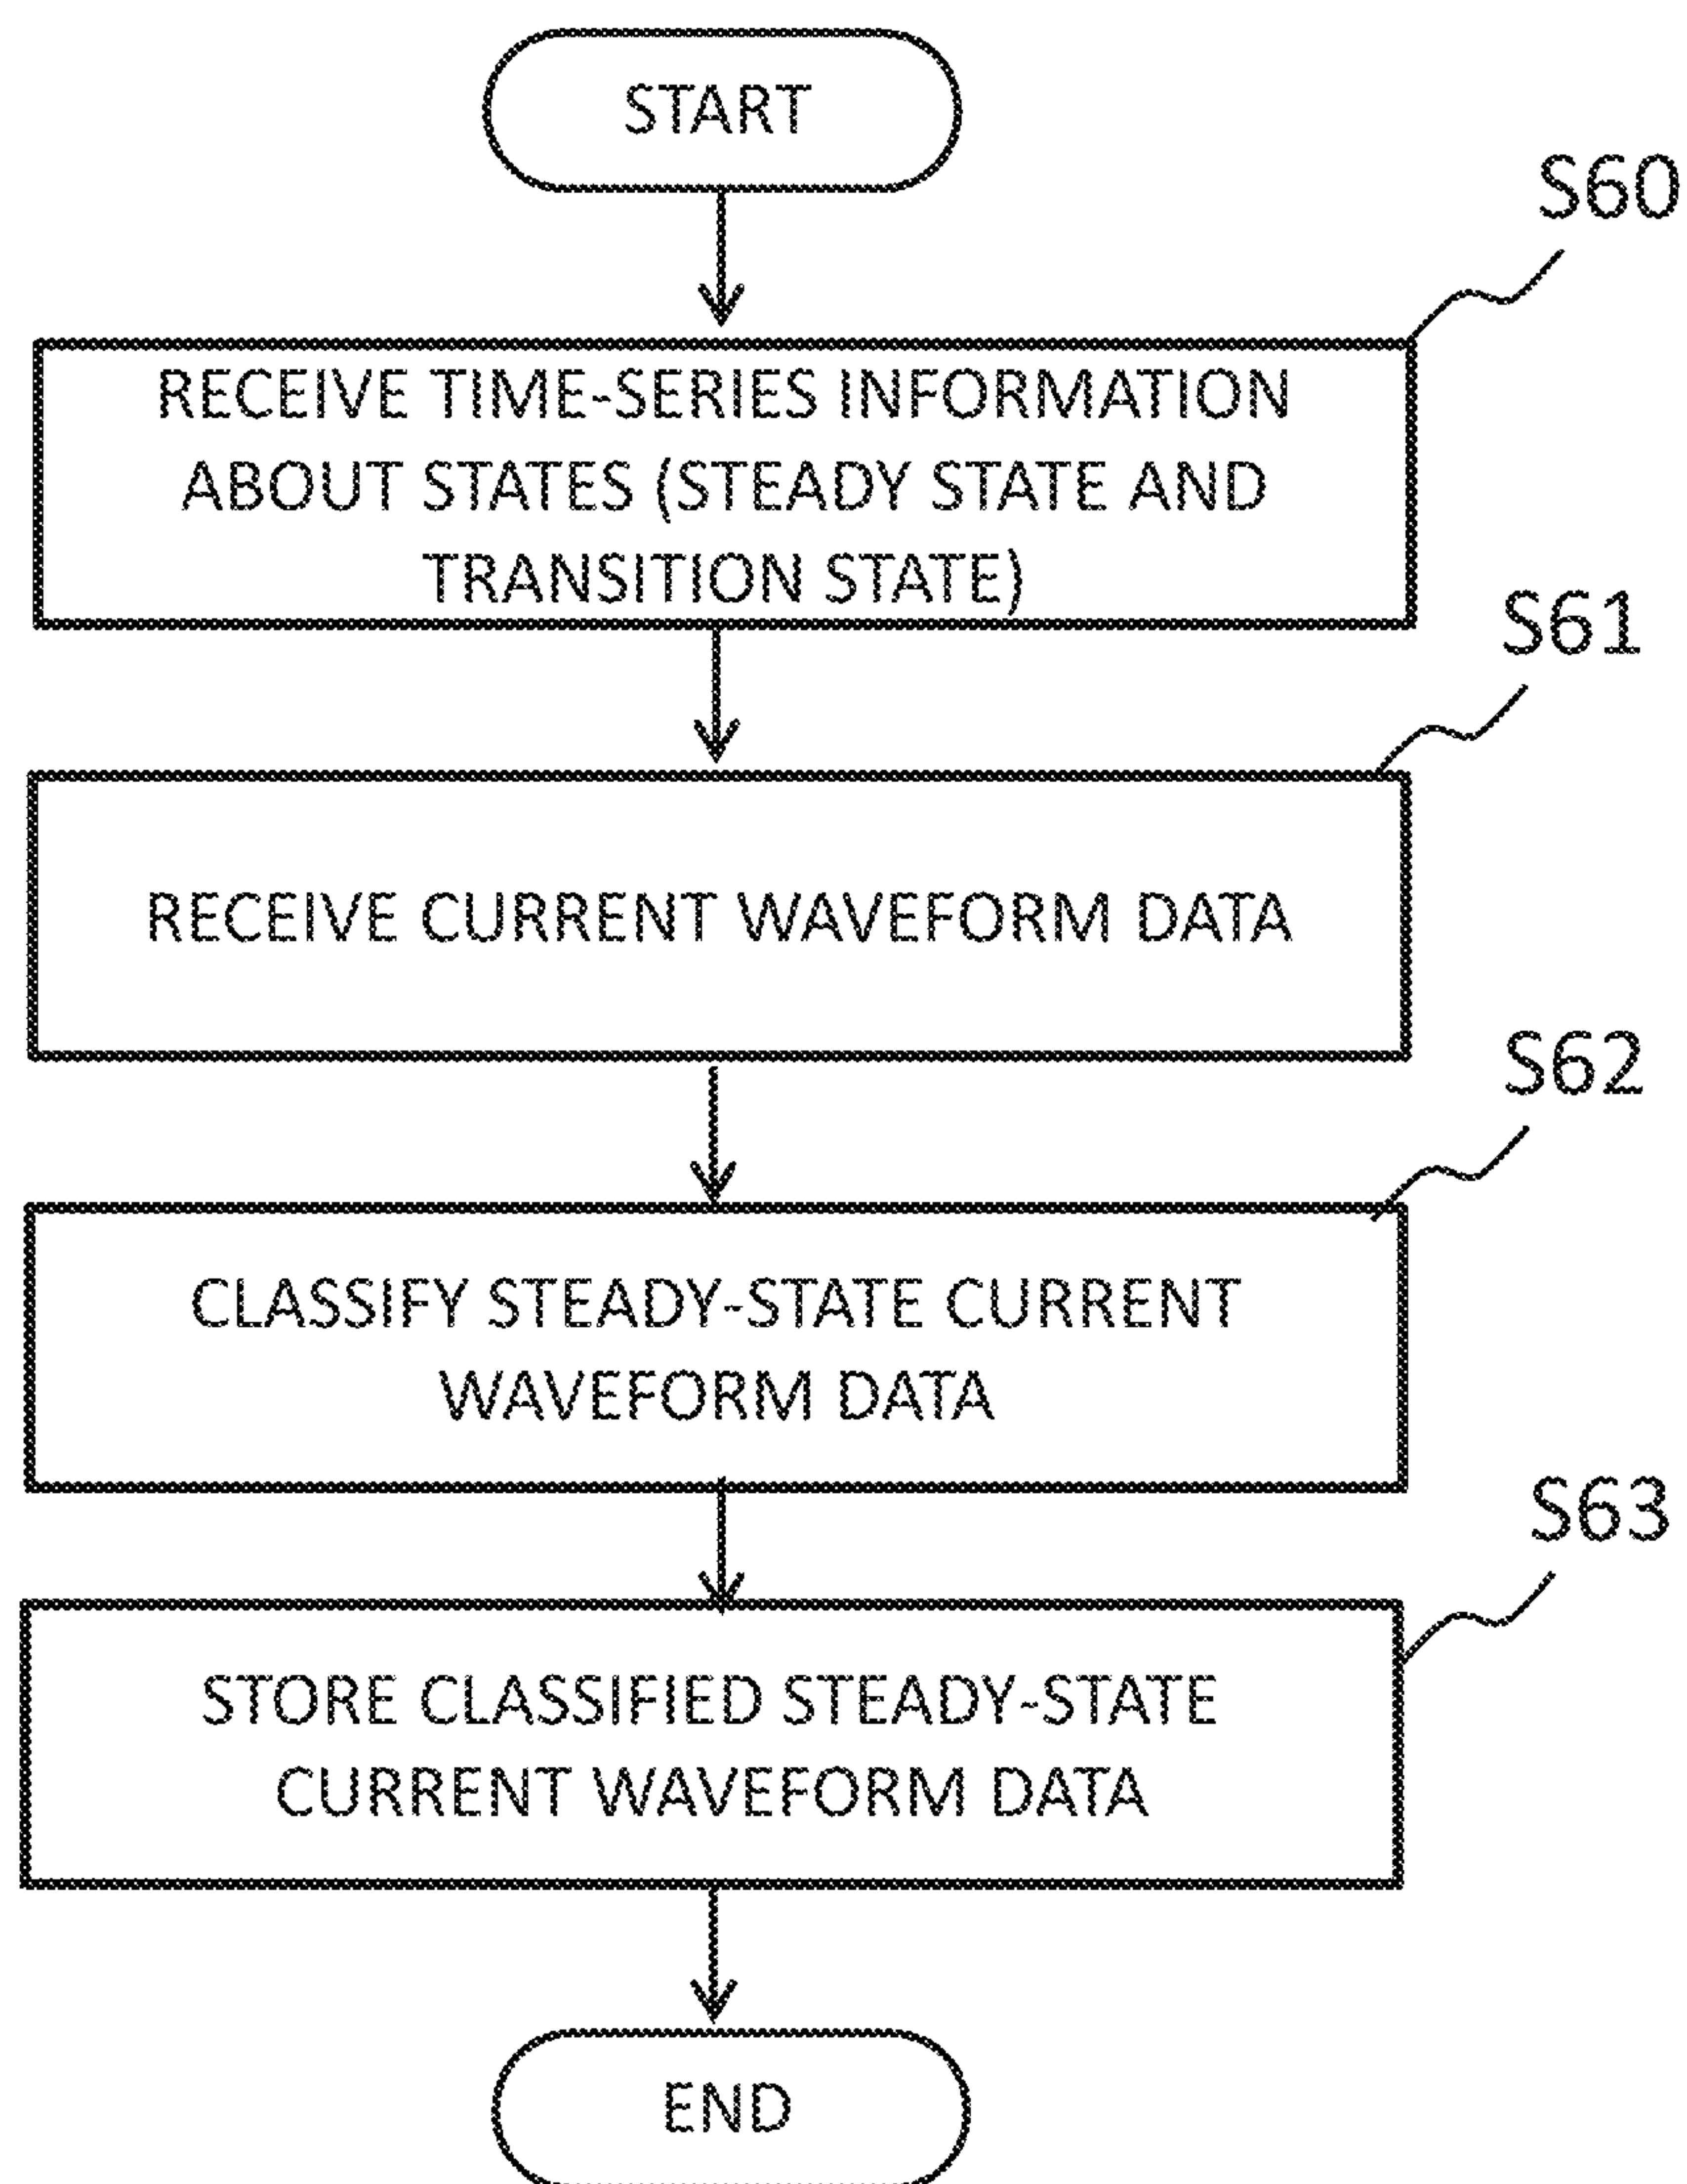 START
S60
RECEIVE TIME-SERIES INFORMATION
ABOUT STATES (STEADY STATE AND
TRANSITION STATE)
S61
RECEIVE CURRENT WAVEFORM DATA
S62
CLASSIFY STEADY-STATE CURRENT
WAVEFORM DATA
S63
STORE CLASSIFIED STEADY-STATE
CURRENT WAVEFORM DATA
END